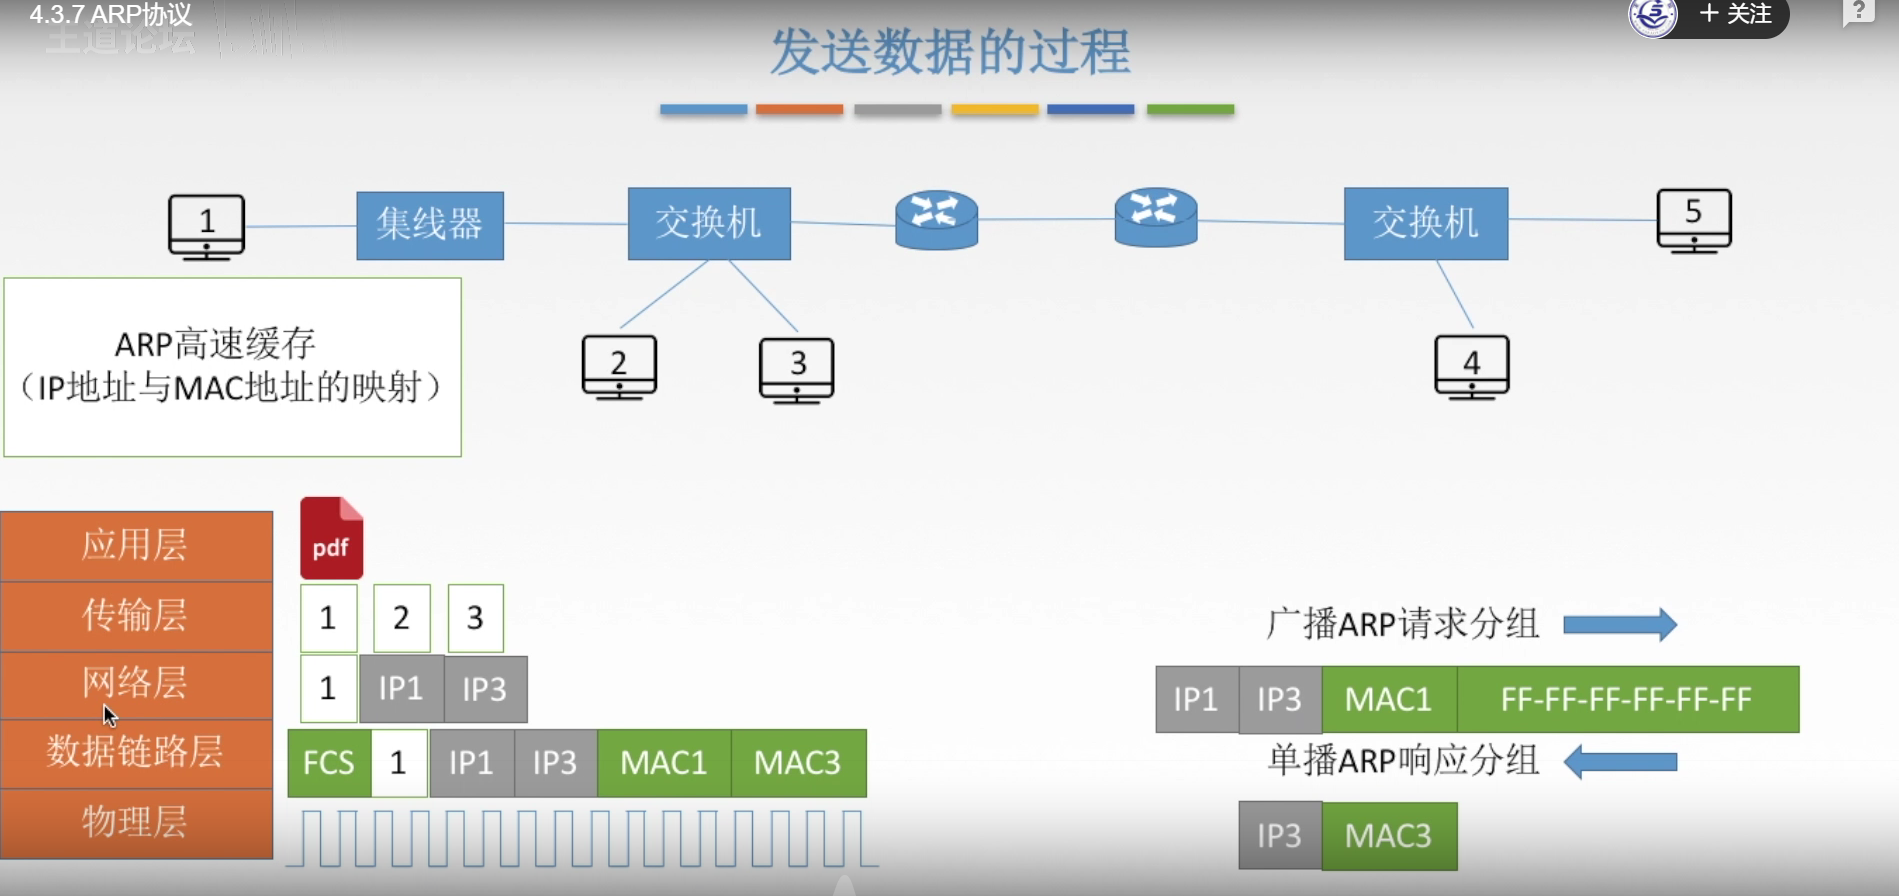 4.3.7 ARP协议
王道论坛
+ 关注
?
发送数据的过程
1
集线器
交换机
交换机
5
2
3
4
ARP高速缓存
（IP地址与MAC地址的映射）
应用层
pdf
传输层
1 2 3
网络层
1 IP1 IP3
数据链路层
FCS 1 IP1 IP3 MAC1 MAC3
物理层
广播ARP请求分组
IP1 IP3 MAC1 FF-FF-FF-FF-FF-FF
单播ARP响应分组
IP3 MAC3